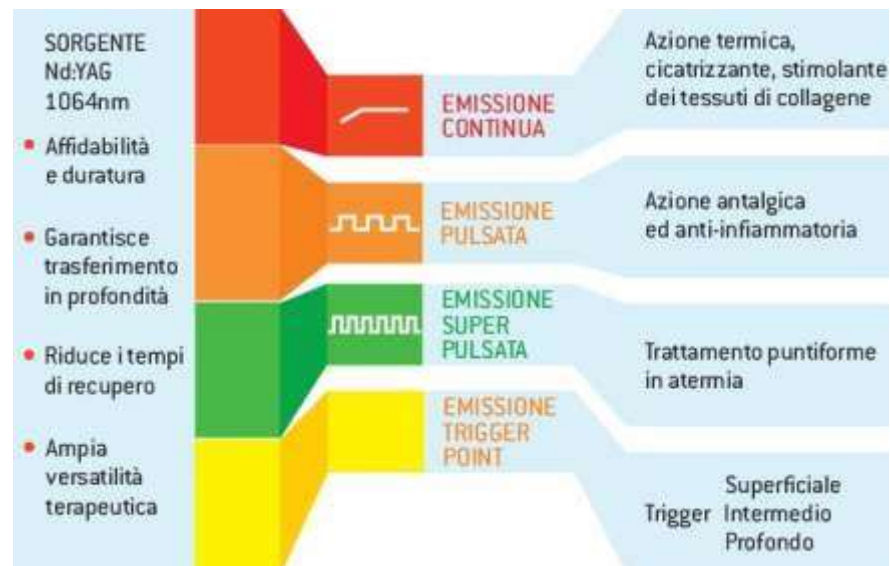 SORGENTE
Nd:YAG
1064nm
• Affidabilità
e duratura
• Garantisce
trasferimento
in profondità
• Riduce i tempi
di recupero
• Ampia
versatilità
terapeutica
EMISSIONE
CONTINUA
Azione termica,
cicatrizzante, stimolante
dei tessuti di collagene
EMISSIONE
PULSATA
Azione antalgica
ed anti-infiammatoria
EMISSIONE
SUPER
PULSATA
Trattamento puntiforme
in atermia
EMISSIONE
TRIGGER
POINT
Superficiale
Trigger Intermedio
Profondo